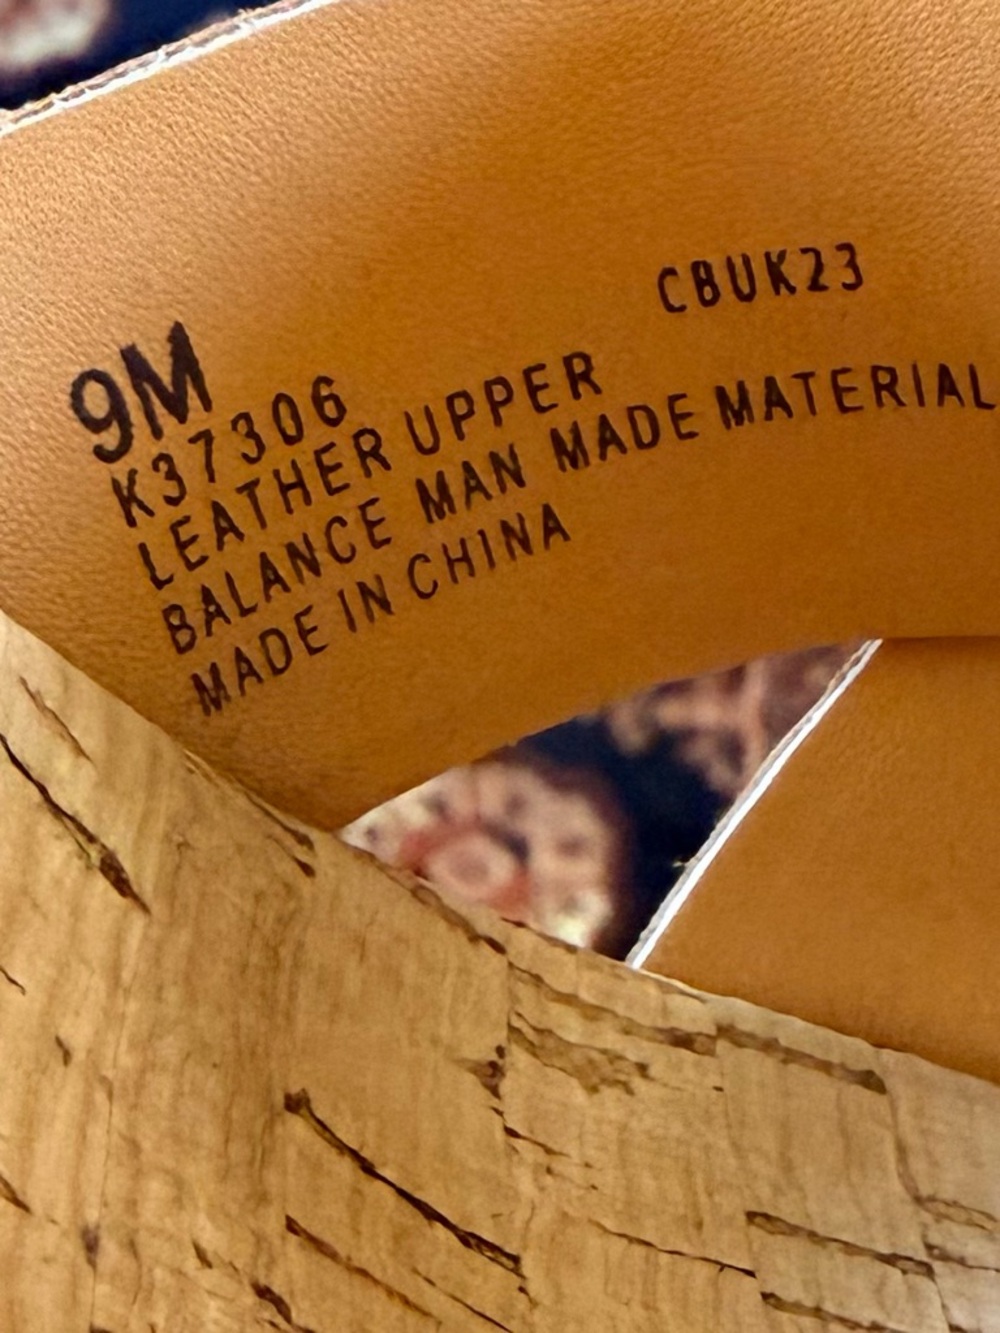 CBUK23
9M
K37306
LEATHER UPPER
BALANCE MAN MADE MATERIAL
MADE IN CHINA